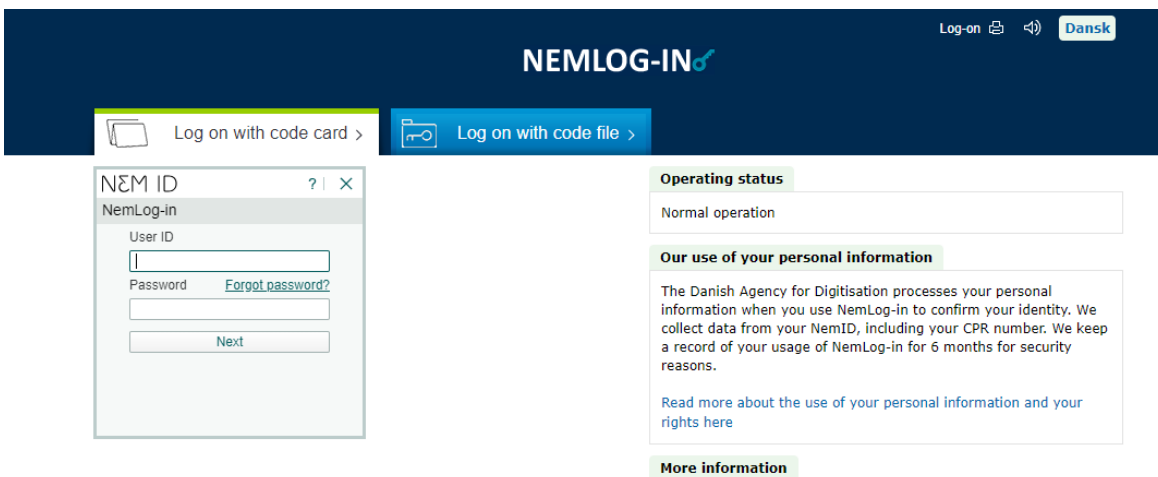 Log-on Dansk
NEMLOG-IN
Log on with code card >
Log on with code file >
NEM ID ? X
NemLog-in
User ID
Password Forgot password?
Next
Operating status
Normal operation
Our use of your personal information
The Danish Agency for Digitisation processes your personal
information when you use NemLog-in to confirm your identity. We
collect data from your NemID, including your CPR number. We keep
a record of your usage of NemLog-in for 6 months for security
reasons.
Read more about the use of your personal information and your
rights here
More information